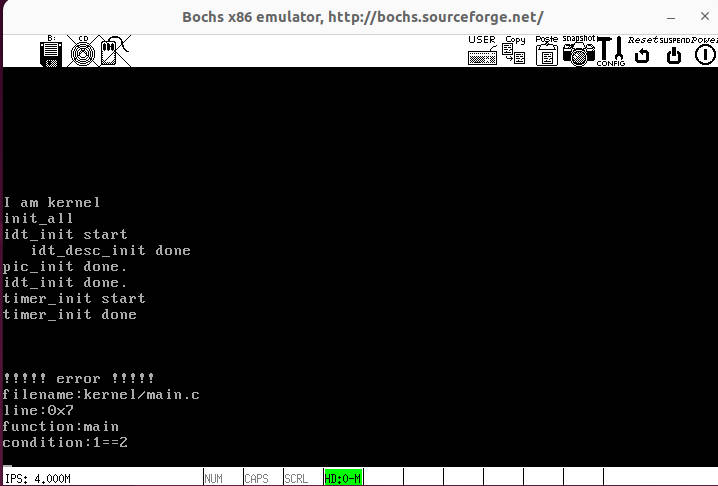 Bochs x86 emulator, http://bochs.sourceforge.net/
B: CD USER Copy Paste snapshot CONFIG Reset SUSPEND Power
I am kernel
init_all
idt_init start
   idt_desc_init done
pic_init done.
idt_init done.
timer_init start
timer_init done
!!!!! error !!!!!
filename:kernel/main.c
line:0x7
function:main
condition:1==2
IPS: 4.000M NUM CAPS SCRL HD:0-M